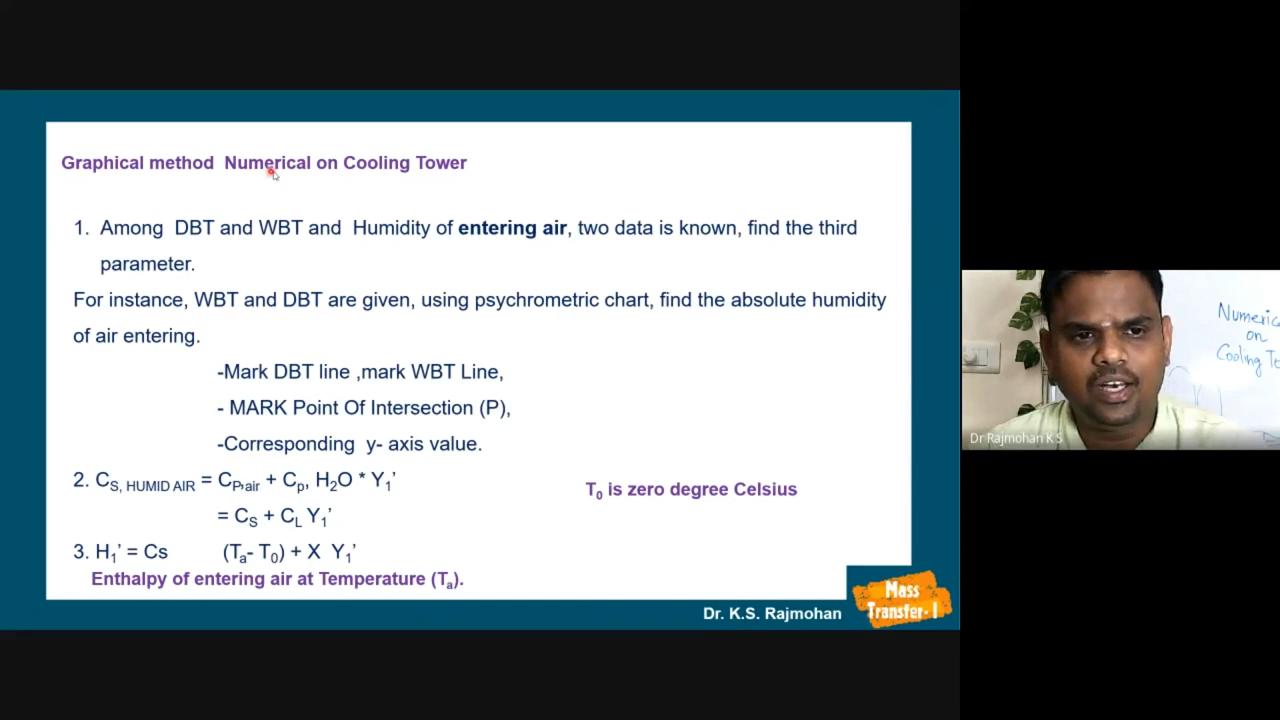 Graphical method Numerical on Cooling Tower
1. Among DBT and WBT and Humidity of entering air, two data is known, find the third
parameter.
For instance, WBT and DBT are given, using psychrometric chart, find the absolute humidity
of air entering.
-Mark DBT line ,mark WBT Line,
- MARK Point Of Intersection (P),
-Corresponding y- axis value.
2. CS, HUMID AIR = CP,air + Cp, H2O * Y1’
= CS + CL Y1’
T0 is zero degree Celsius
3. H1’ = Cs (Ta- T0) + X Y1’
Enthalpy of entering air at Temperature (Ta).
Dr. K.S. Rajmohan
Mass
Transfer- I
Numeric
on
Cooling To
Dr Rajmohan K S